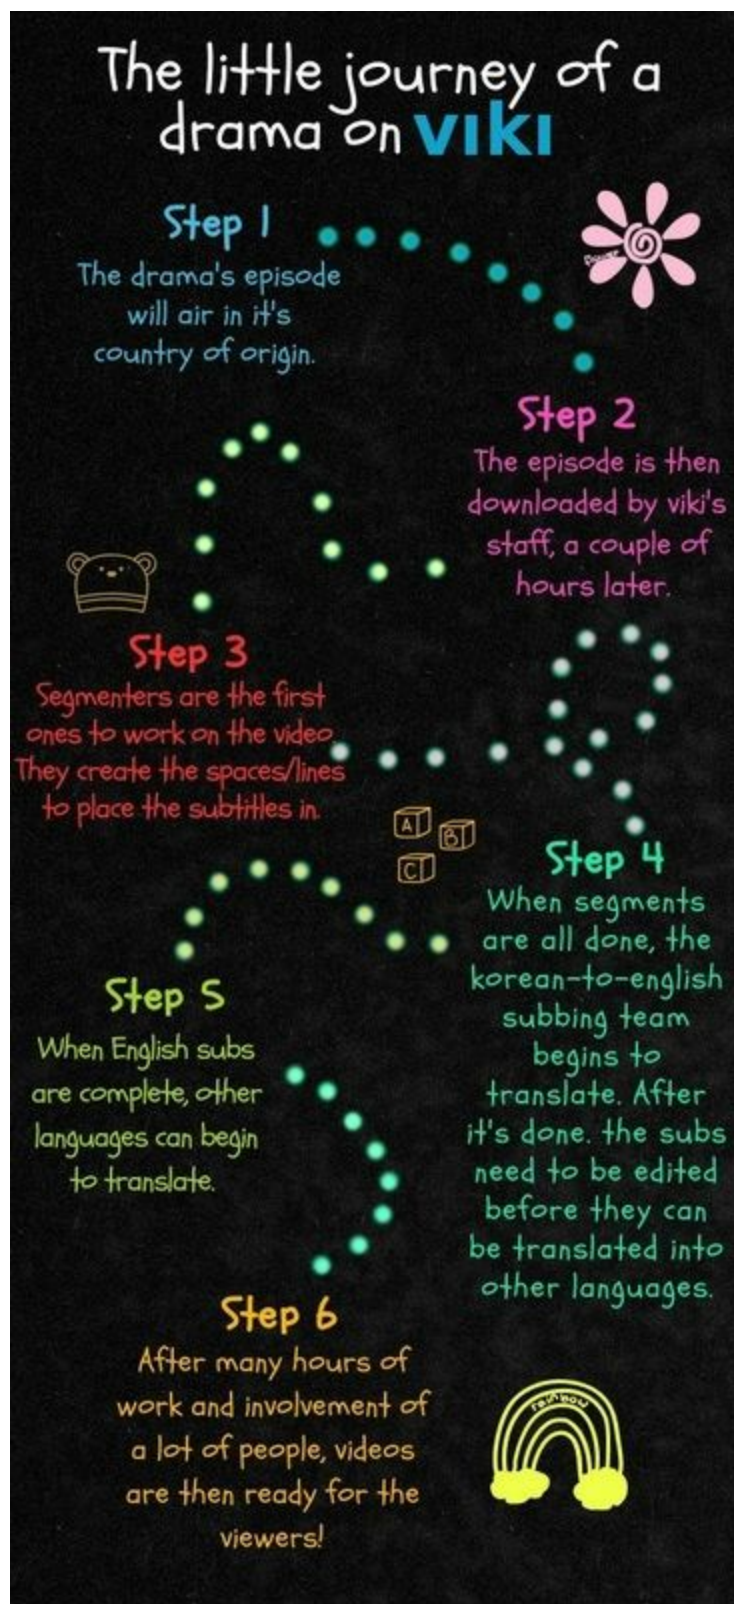 The little journey of a
drama on VIKI
Step 1
The drama's episode
will air in it's
country of origin.
flower
Step 2
The episode is then
downloaded by viki's
staff, a couple of
hours later.
Step 3
Segmenters are the first
ones to work on the video.
They create the spaces/lines
to place the subtitles in.
A
B
C
Step 4
When segments
are all done, the
korean-to-english
subbing team
begins to
translate. After
it's done. the subs
need to be edited
before they can
be translated into
other languages.
Step 5
When English subs
are complete, other
languages can begin
to translate.
Step 6
After many hours of
work and involvement of
a lot of people, videos
are then ready for the
viewers!
rainbow